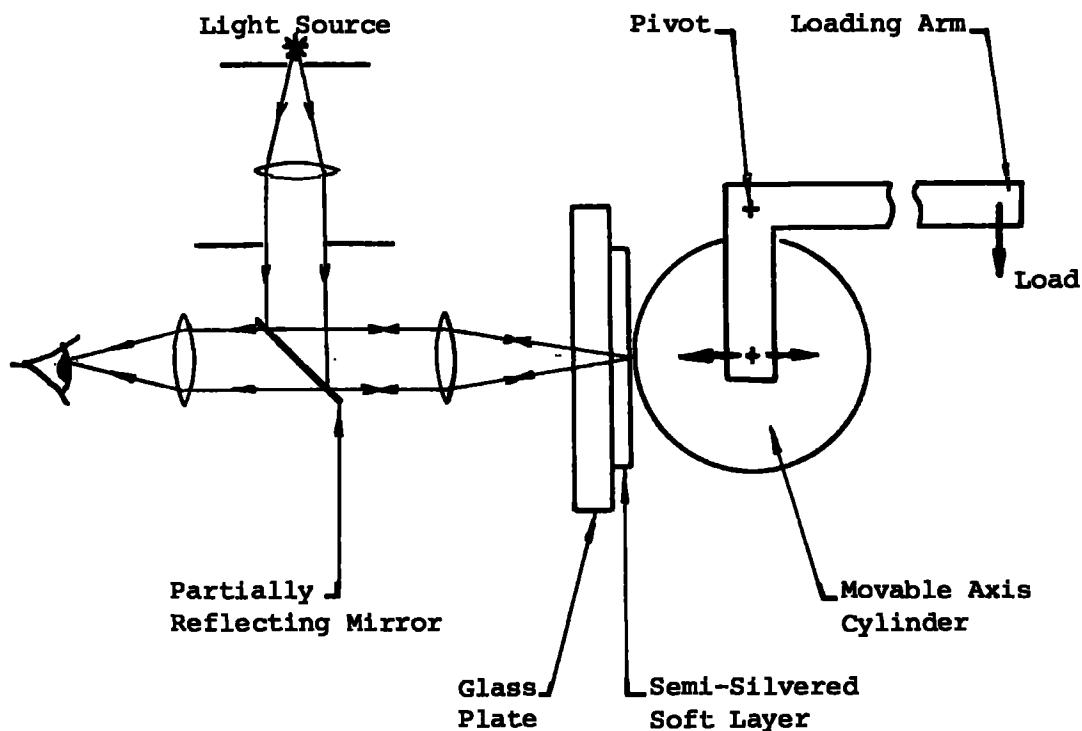 Light Source
Pivot
Loading Arm
Load
Partially
Reflecting Mirror
Movable Axis
Cylinder
Glass
Plate
Semi-Silvered
Soft Layer